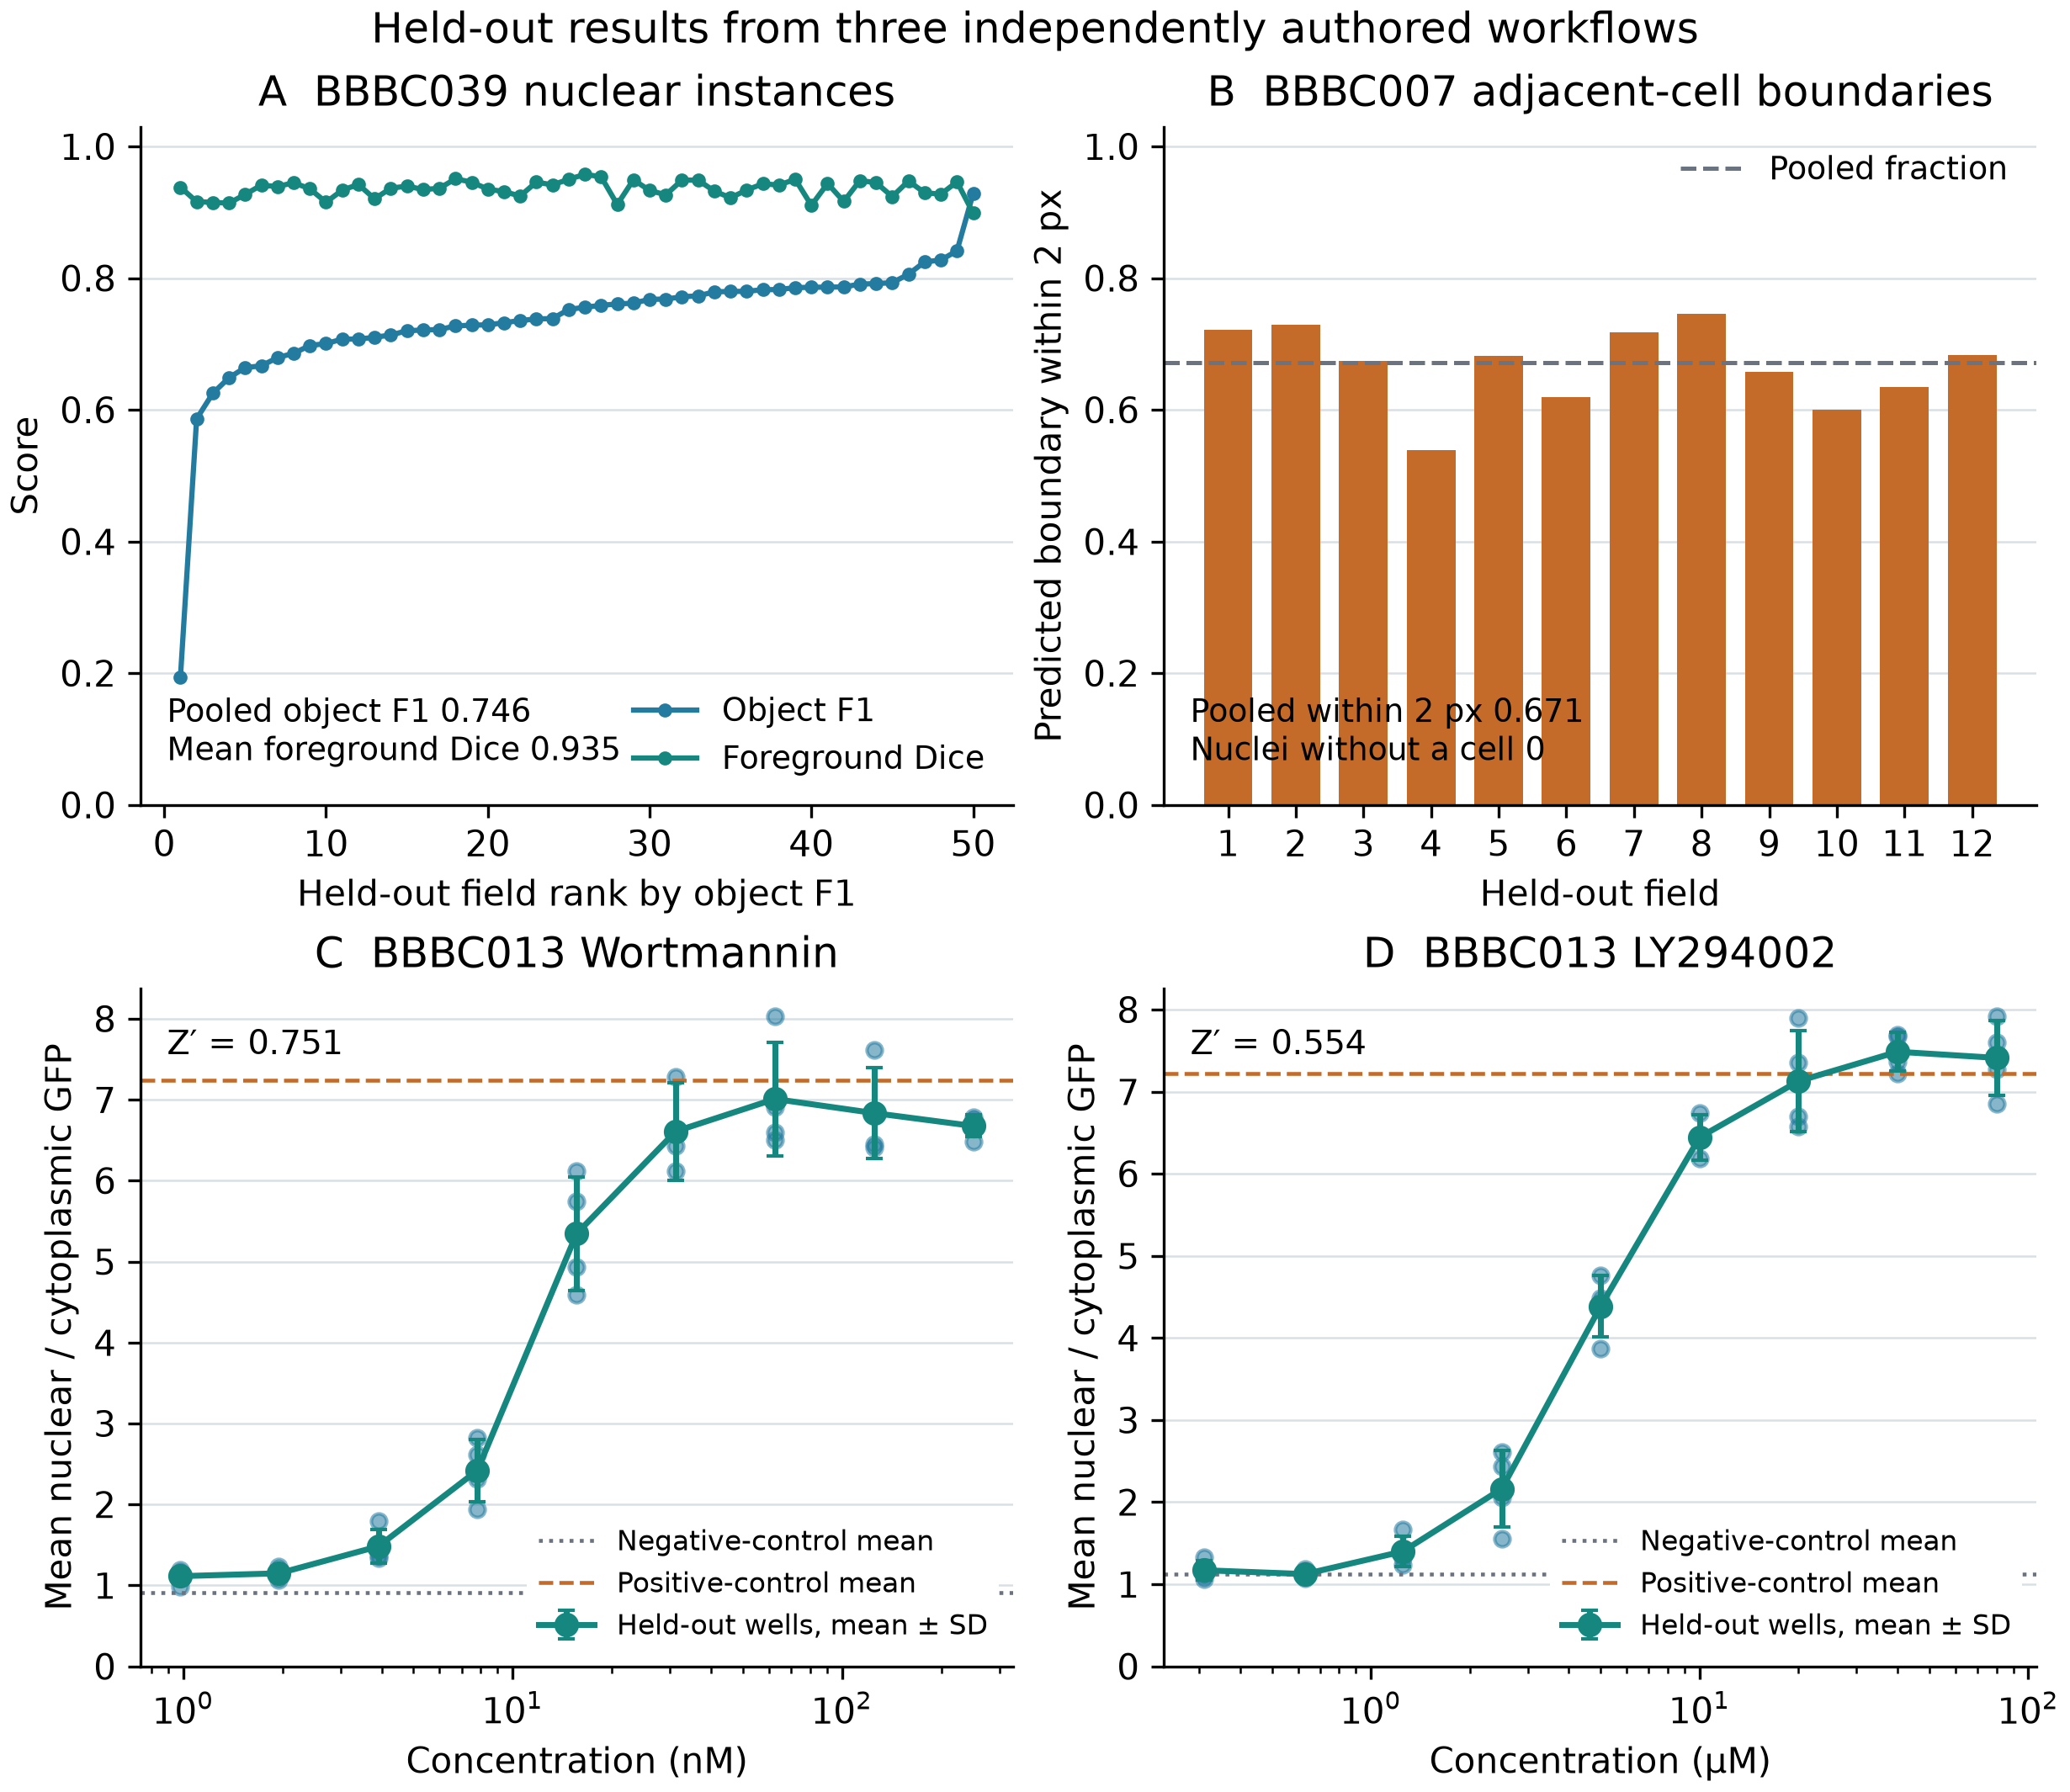 Held-out results from three independently authored workflows
A BBBC039 nuclear instances
Score
1.0
0.8
0.6
0.4
0.2
0.0
Pooled object F1 0.746
Mean foreground Dice 0.935
Object F1
Foreground Dice
0 10 20 30 40 50
Held-out field rank by object F1
B BBBC007 adjacent-cell boundaries
Predicted boundary within 2 px
1.0
0.8
0.6
0.4
0.2
0.0
Pooled fraction
Pooled within 2 px 0.671
Nuclei without a cell 0
1 2 3 4 5 6 7 8 9 10 11 12
Held-out field
C BBBC013 Wortmannin
Mean nuclear / cytoplasmic GFP
8
7
6
5
4
3
2
1
0
Z′ = 0.751
Negative-control mean
Positive-control mean
Held-out wells, mean ± SD
10⁰ 10¹ 10²
Concentration (nM)
D BBBC013 LY294002
Mean nuclear / cytoplasmic GFP
8
7
6
5
4
3
2
1
0
Z′ = 0.554
Negative-control mean
Positive-control mean
Held-out wells, mean ± SD
10⁰ 10¹ 10²
Concentration (μM)